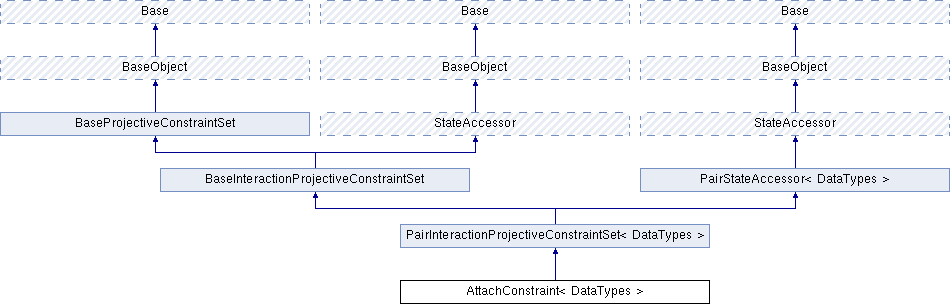 Base Base Base
BaseObject BaseObject BaseObject
BaseProjectiveConstraintSet StateAccessor StateAccessor
BaseInteractionProjectiveConstraintSet PairStateAccessor< DataTypes >
PairInteractionProjectiveConstraintSet< DataTypes >
AttachConstraint< DataTypes >